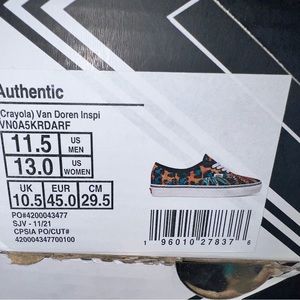 Authentic
(Crayola) Van Doren Inspi
VN0A5KRDARF
11.5 US MEN
13.0 US WOMEN
UK EUR CM
10.5 45.0 29.5
PO#4200043477
SJV - 11/21
CPSIA PO/CUT#
420004347700100
1 96010 27837 6